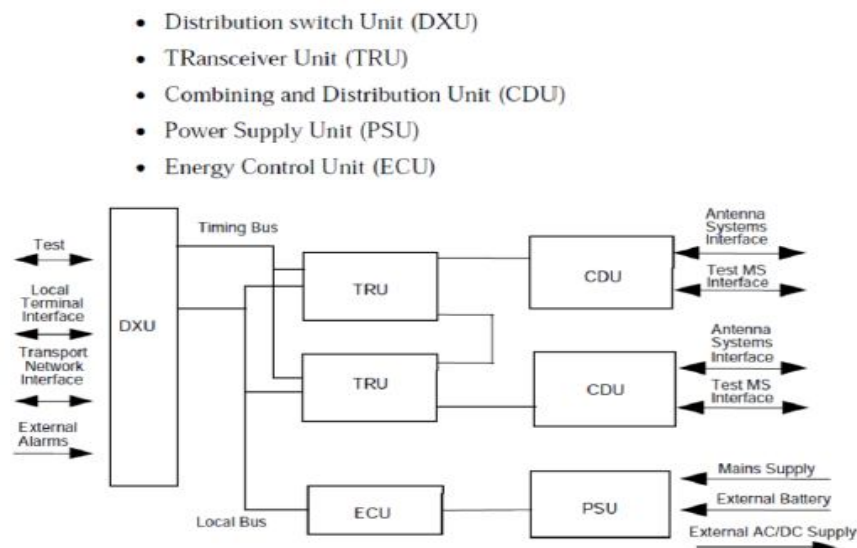 • Distribution switch Unit (DXU)
• TRansceiver Unit (TRU)
• Combining and Distribution Unit (CDU)
• Power Supply Unit (PSU)
• Energy Control Unit (ECU)
Timing Bus
Test
Local
Terminal
Interface
Transport
Network
Interface
External
Alarms
DXU
TRU
TRU
CDU
Antenna
Systems
Interface
Test MS
Interface
CDU
Antenna
Systems
Interface
Test MS
Interface
Local Bus
ECU
PSU
Mains Supply
External Battery
External AC/DC Supply